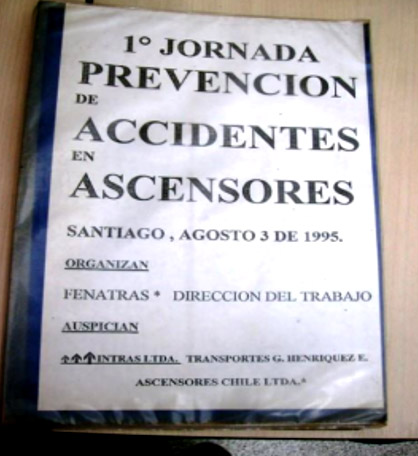 1° JORNADA
PREVENCION
DE
ACCIDENTES
EN
ASCENSORES
SANTIAGO , AGOSTO 3 DE 1995.
ORGANIZAN
FENATRAS * DIRECCION DEL TRABAJO
AUSPICIAN
↑↑↑INTRAS LTDA. TRANSPORTES G. HENRIQUEZ E.
ASCENSORES CHILE LTDA.*